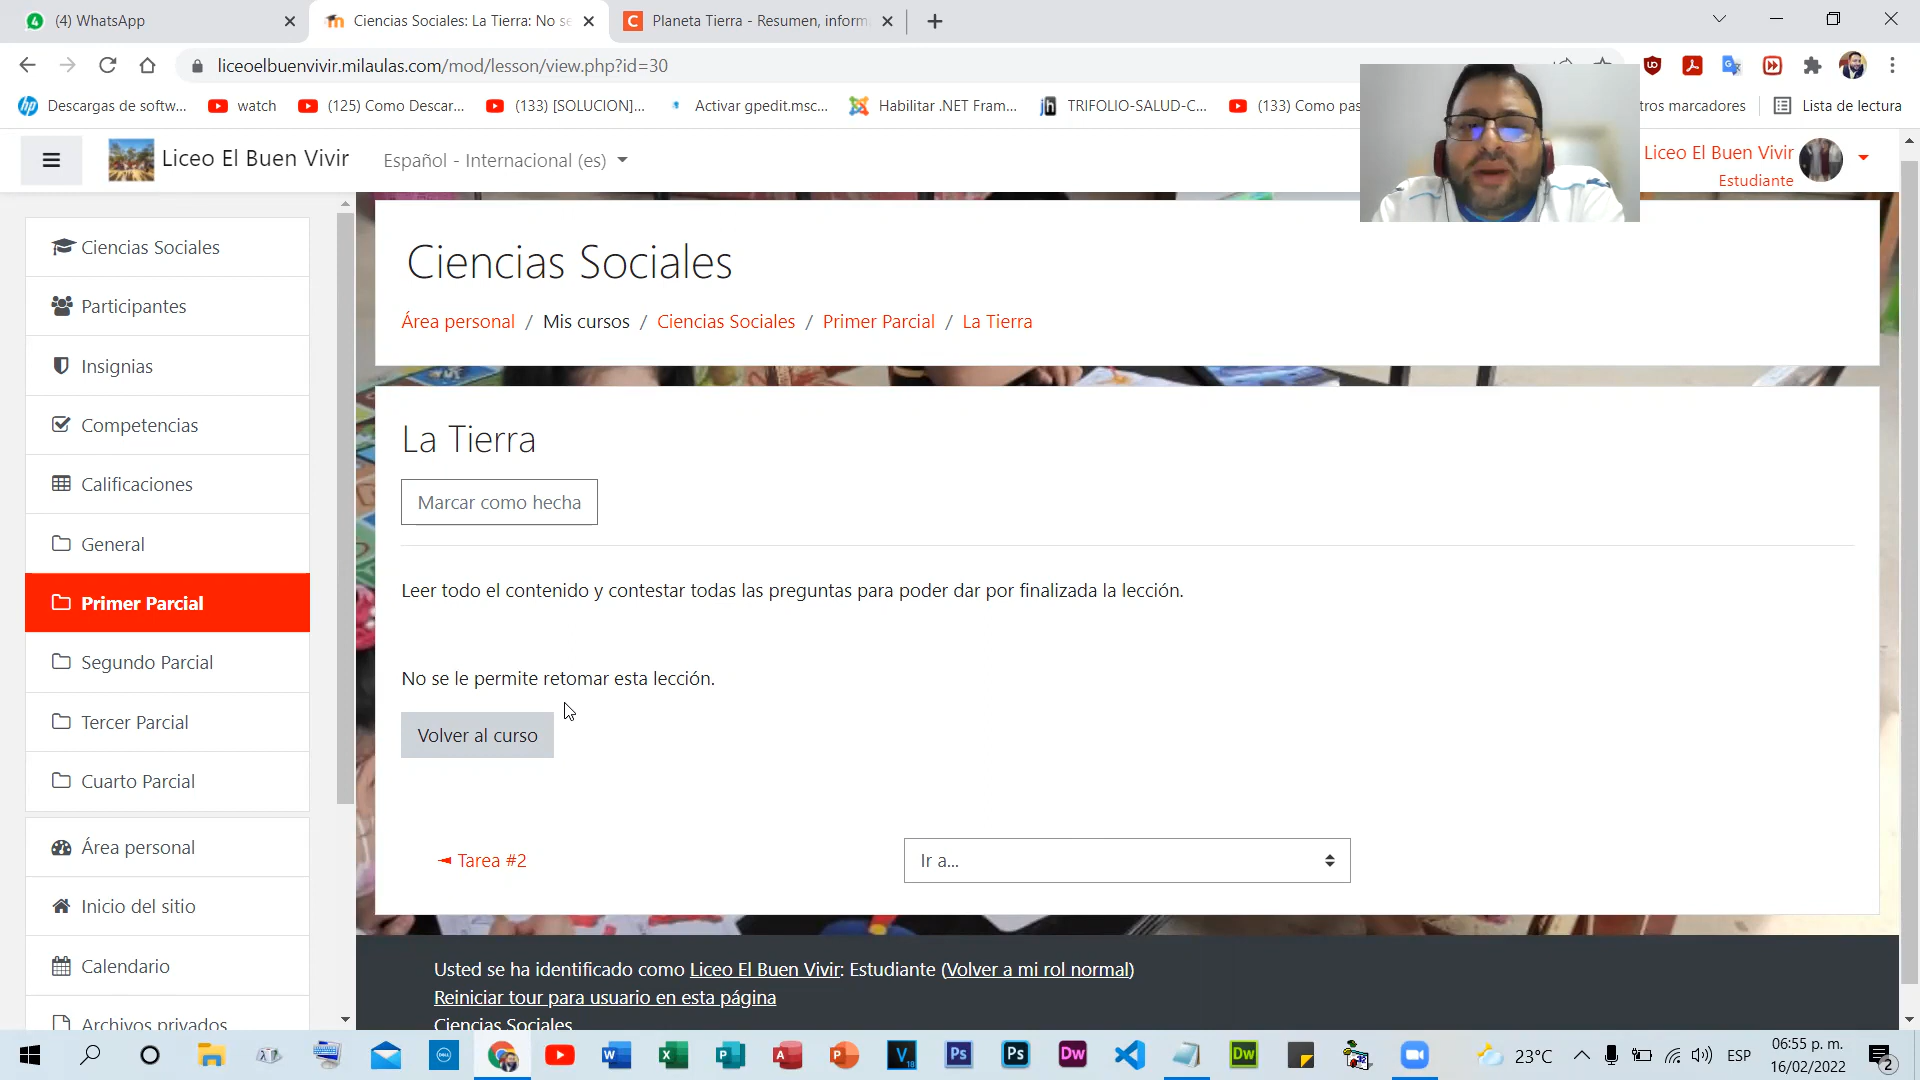 (4) WhatsApp
Ciencias Sociales: La Tierra: No se
Planeta Tierra - Resumen, inform
liceoelbuenvivir.milaulas.com/mod/lesson/view.php?id=30
Descargas de softw...
watch
(125) Como Descar...
(133) [SOLUCION]...
Activar gpedit.msc...
Habilitar .NET Fram...
TRIFOLIO-SALUD-C...
(133) Como pas
tros marcadores
Lista de lectura
Liceo El Buen Vivir
Español - Internacional (es)
Liceo El Buen Vivir
Estudiante
Ciencias Sociales
Participantes
Insignias
Competencias
Calificaciones
General
Primer Parcial
Segundo Parcial
Tercer Parcial
Cuarto Parcial
Área personal
Inicio del sitio
Calendario
Archivos privados
Ciencias Sociales
Área personal / Mis cursos / Ciencias Sociales / Primer Parcial / La Tierra
La Tierra
Marcar como hecha
Leer todo el contenido y contestar todas las preguntas para poder dar por finalizada la lección.
No se le permite retomar esta lección.
Volver al curso
◄ Tarea #2
Ir a...
Usted se ha identificado como Liceo El Buen Vivir: Estudiante (Volver a mi rol normal)
Reiniciar tour para usuario en esta página
Ciencias Sociales
23°C
ESP
06:55 p. m.
16/02/2022
2